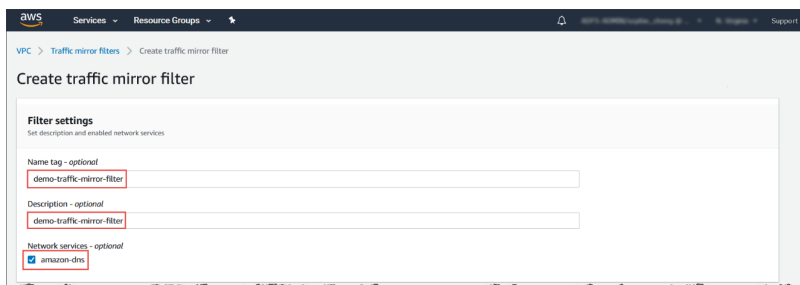 aws Services Resource Groups Support
VPC > Traffic mirror filters > Create traffic mirror filter
Create traffic mirror filter
Filter settings
Set description and enabled network services
Name tag - optional
demo-traffic-mirror-filter
Description - optional
demo-traffic-mirror-filter
Network services - optional
amazon-dns